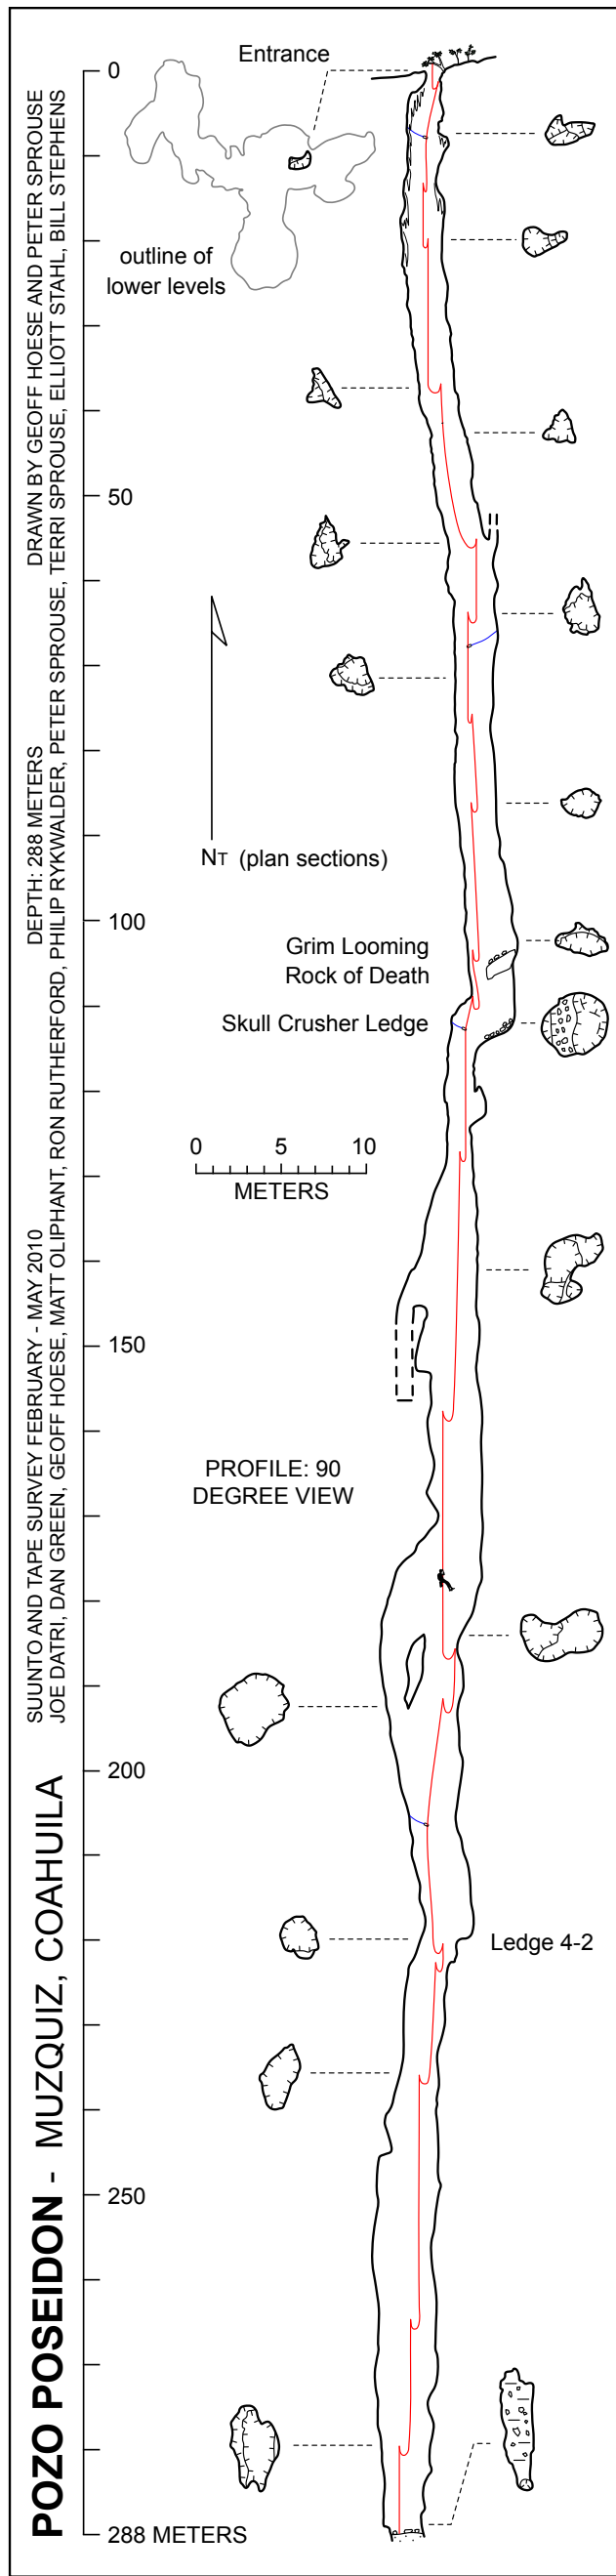 POZO POSEIDON - MUZQUIZ, COAHUILA
SUUNTO AND TAPE SURVEY FEBRUARY - MAY 2010 DEPTH: 288 METERS DRAWN BY GEOFF HOESE AND PETER SPROUSE
JOE DATRI, DAN GREEN, GEOFF HOESE, MATT OLIPHANT, RON RUTHERFORD, PHILIP RYKWALDER, PETER SPROUSE, TERRI SPROUSE, ELLIOTT STAHL, BILL STEPHENS
Entrance
0
outline of
lower levels
50
NT (plan sections)
100
Grim Looming
Rock of Death
Skull Crusher Ledge
0 5 10
METERS
150
PROFILE: 90
DEGREE VIEW
200
Ledge 4-2
250
288 METERS